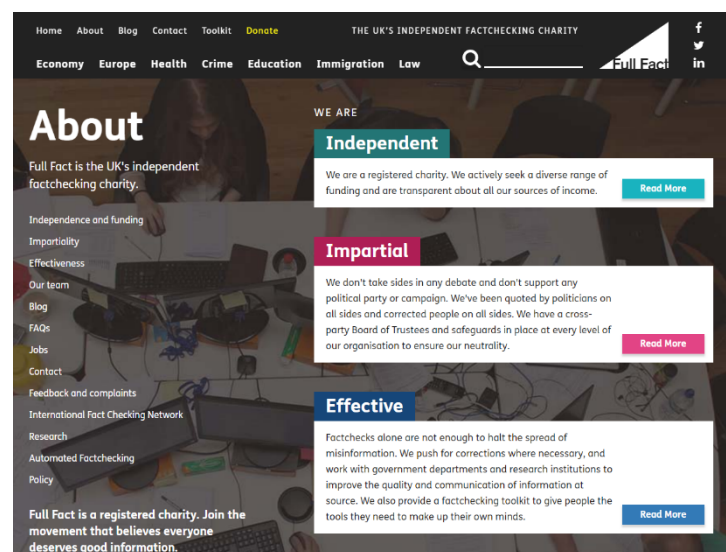 Home About Blog Contact Toolkit Donate
THE UK'S INDEPENDENT FACTCHECKING CHARITY
Economy Europe Health Crime Education Immigration Law
Full Fact
About
Full Fact is the UK's independent
factchecking charity.
Independence and funding
Impartiality
Effectiveness
Our team
Blog
FAQs
Jobs
Contact
Feedback and complaints
International Fact Checking Network
Research
Automated Factchecking
Policy
Full Fact is a registered charity. Join the
movement that believes everyone
deserves good information.
WE ARE
Independent
We are a registered charity. We actively seek a diverse range of
funding and are transparent about all our sources of income.
Read More
Impartial
We don't take sides in any debate and don't support any
political party or campaign. We've been quoted by politicians on
all sides and corrected people on all sides. We have a cross-
party Board of Trustees and safeguards in place at every level of
our organisation to ensure our neutrality.
Read More
Effective
Factchecks alone are not enough to halt the spread of
misinformation. We push for corrections where necessary, and
work with government departments and research institutions to
improve the quality and communication of information at
source. We also provide a factchecking toolkit to give people the
tools they need to make up their own minds.
Read More